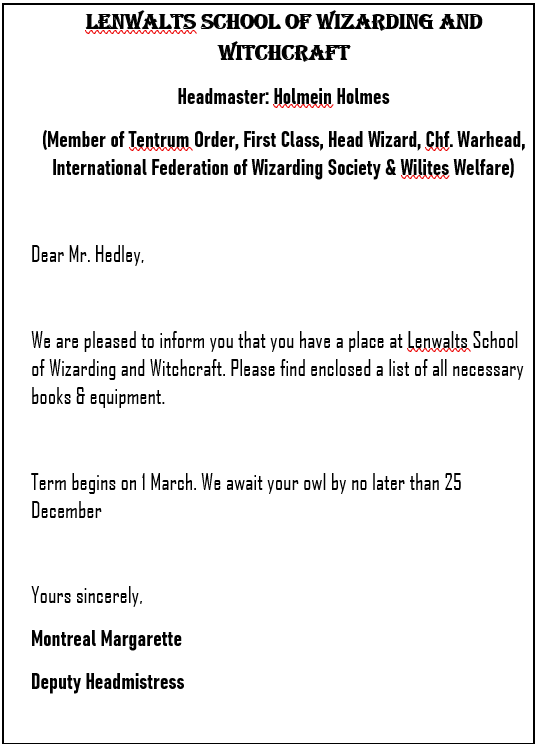 LENWALTS SCHOOL OF WIZARDING AND
WITCHCRAFT
Headmaster: Holmein Holmes
(Member of Tentrum Order, First Class, Head Wizard, Chf. Warhead,
International Federation of Wizarding Society & Wilites Welfare)
Dear Mr. Hedley,
We are pleased to inform you that you have a place at Lenwalts School
of Wizarding and Witchcraft. Please find enclosed a list of all necessary
books & equipment.
Term begins on 1 March. We await your owl by no later than 25
December
Yours sincerely,
Montreal Margarette
Deputy Headmistress